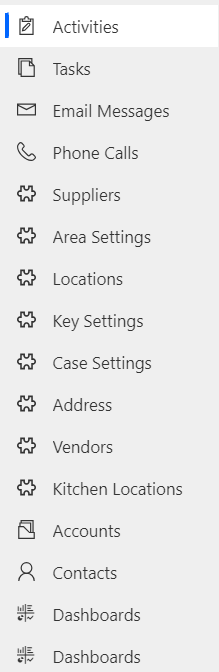 Activities
Tasks
Email Messages
Phone Calls
Suppliers
Area Settings
Locations
Key Settings
Case Settings
Address
Vendors
Kitchen Locations
Accounts
Contacts
Dashboards
Dashboards